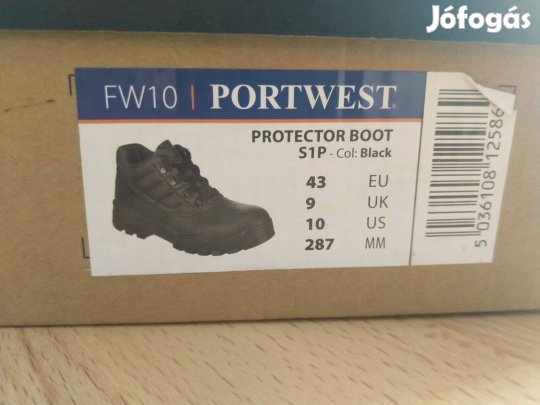 Jófogás
FW10 | PORTWEST®
PROTECTOR BOOT
S1P - Col: Black
43 EU
9 UK
10 US
287 MM
5 036108 12586